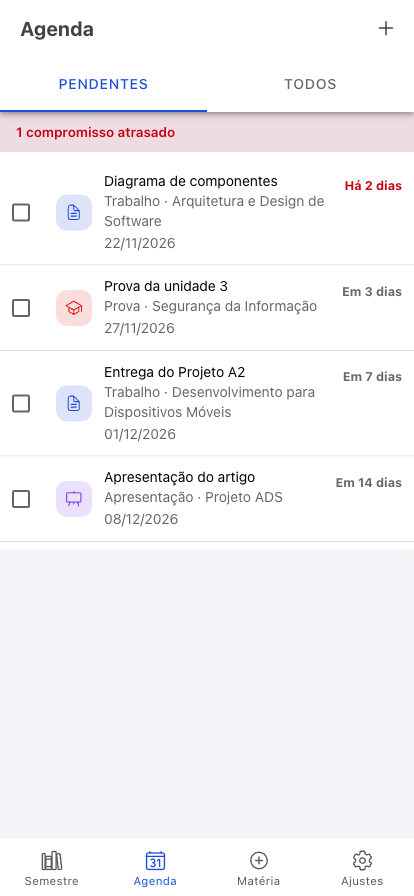 Agenda
PENDENTES
TODOS
1 compromisso atrasado
Diagrama de componentes
Há 2 dias
Trabalho · Arquitetura e Design de
Software
22/11/2026
Prova da unidade 3
Em 3 dias
Prova · Segurança da Informação
27/11/2026
Entrega do Projeto A2
Em 7 dias
Trabalho · Desenvolvimento para
Dispositivos Móveis
01/12/2026
Apresentação do artigo
Em 14 dias
Apresentação · Projeto ADS
08/12/2026
31
Semestre
Agenda
Matéria
Ajustes